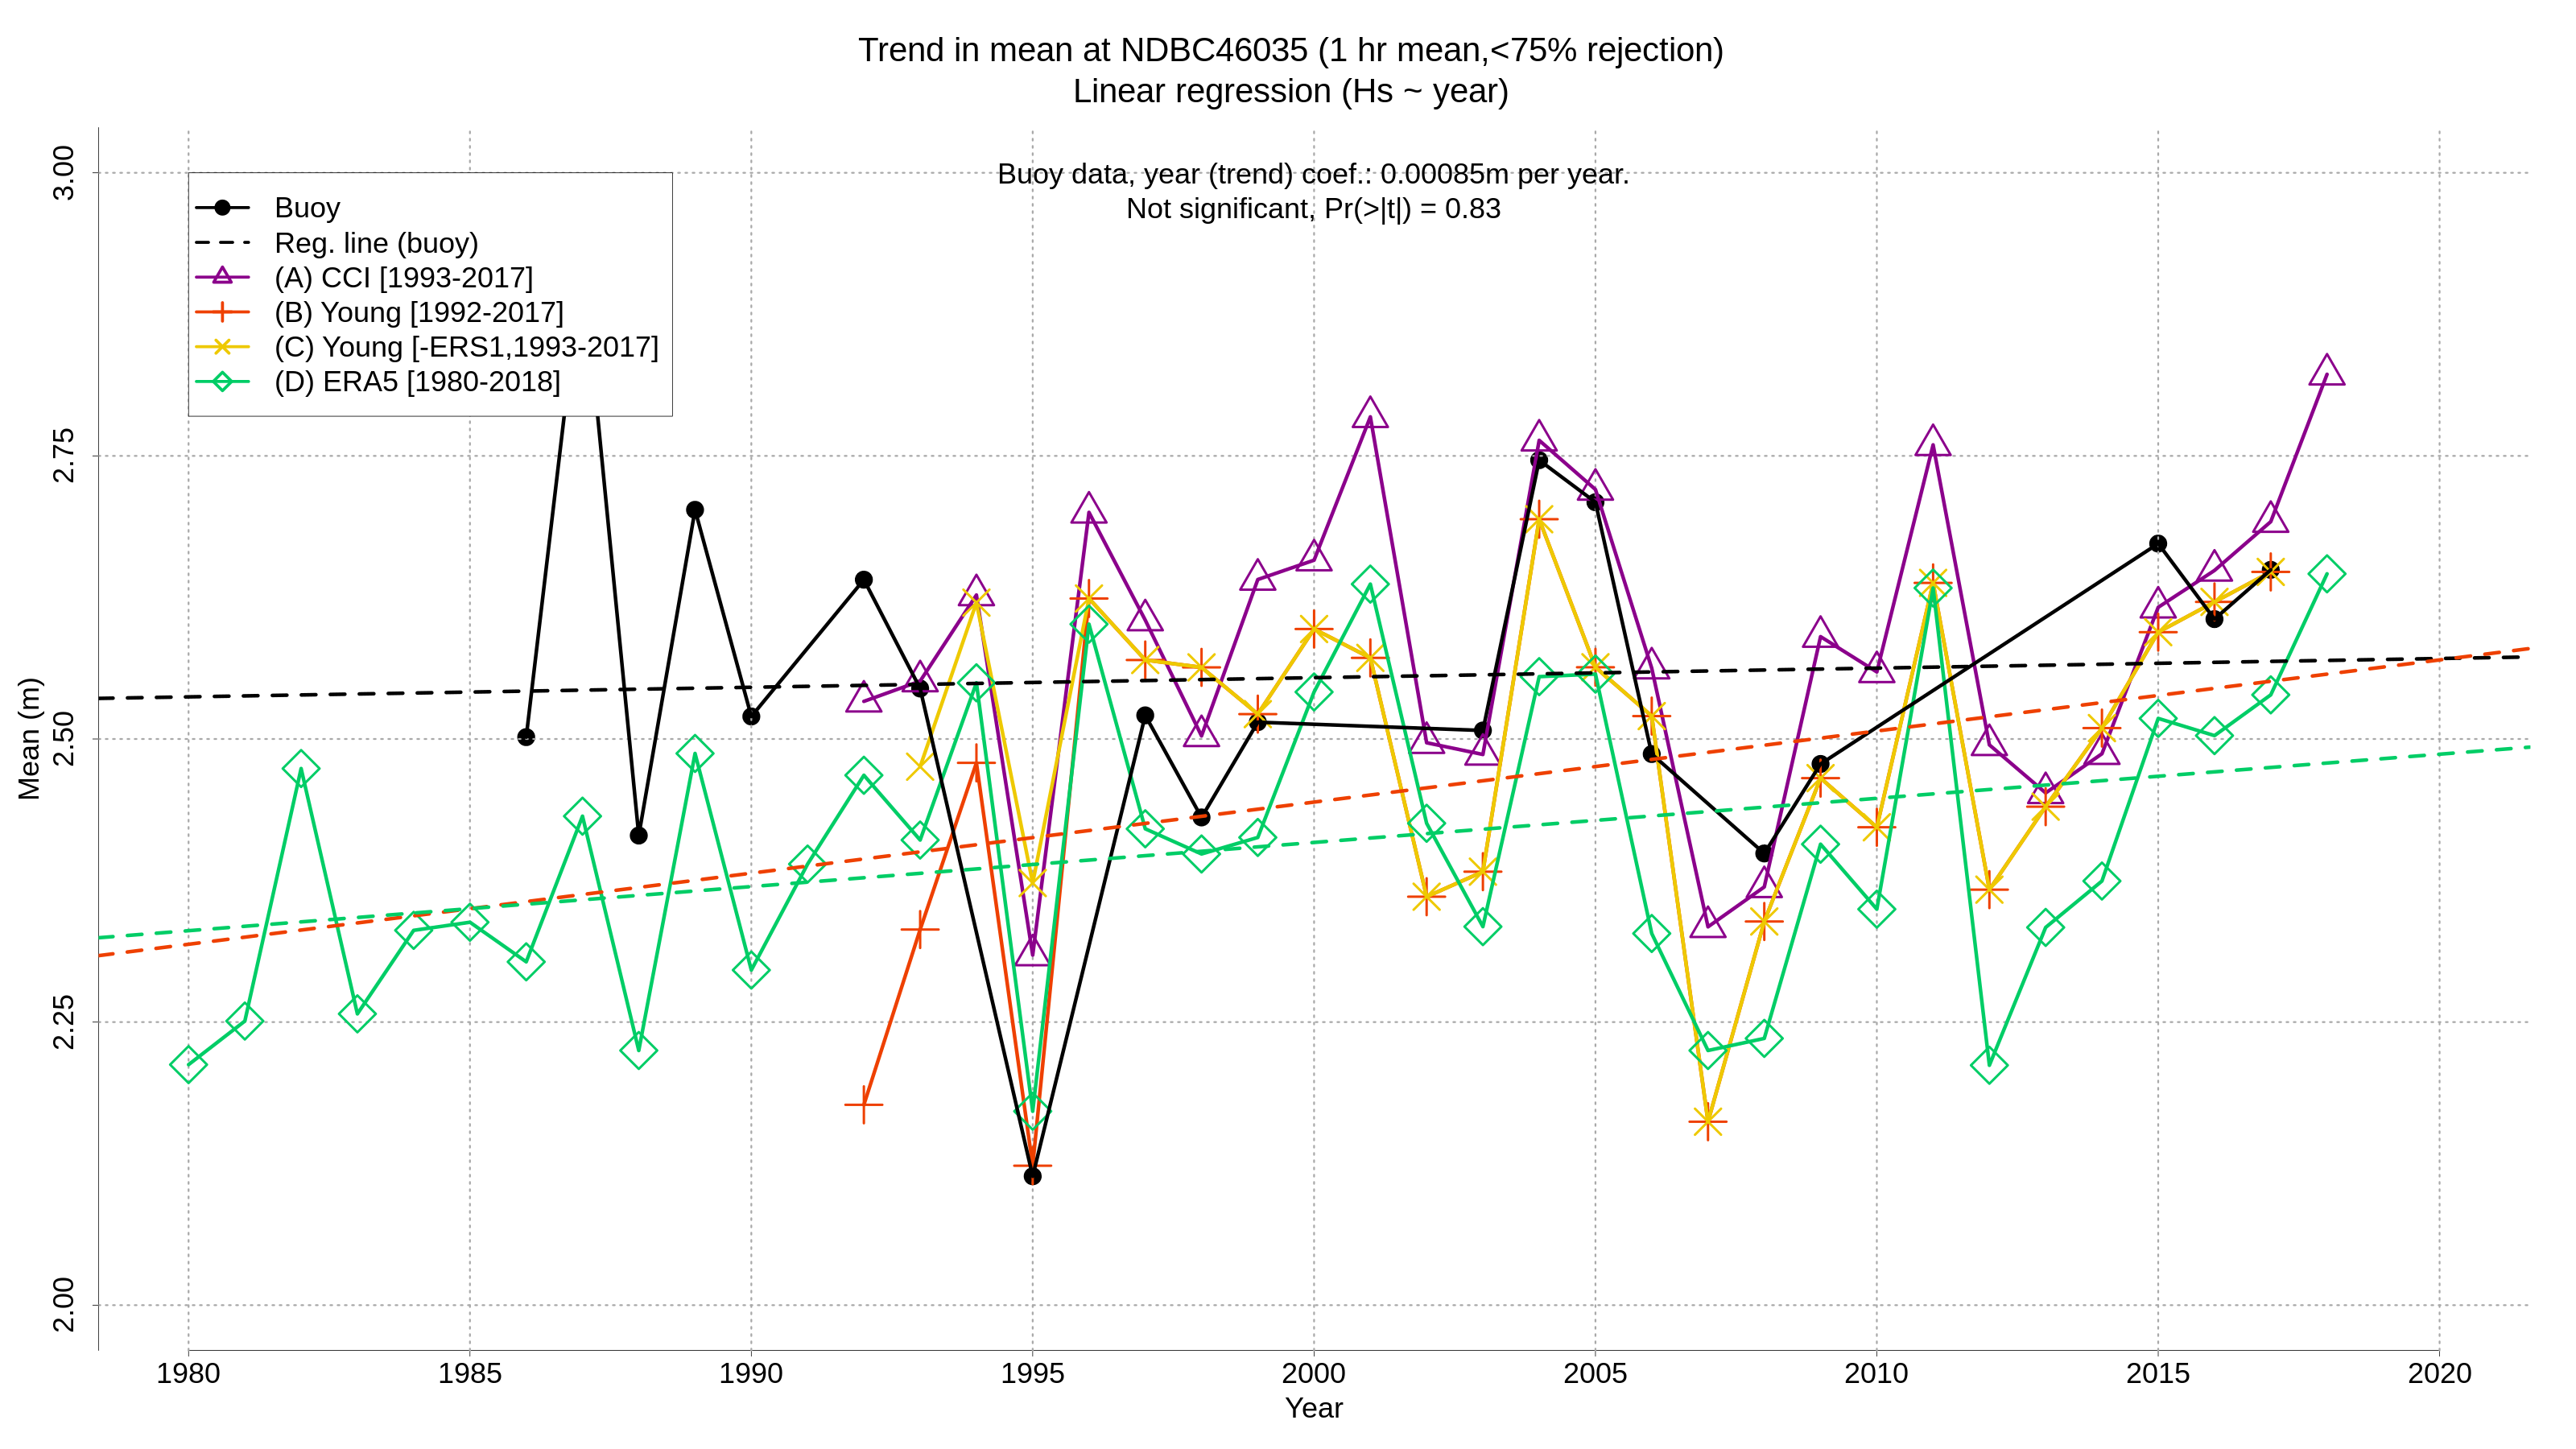 Trend in mean at NDBC46035 (1 hr mean,<75% rejection)
Linear regression (Hs ~ year)
Buoy data, year (trend) coef.: 0.00085m per year.
Not significant, Pr(>|t|) = 0.83
Buoy
Reg. line (buoy)
(A) CCI [1993-2017]
(B) Young [1992-2017]
(C) Young [-ERS1,1993-2017]
(D) ERA5 [1980-2018]
Mean (m)
3.00
2.75
2.50
2.25
2.00
1980 1985 1990 1995 2000 2005 2010 2015 2020
Year